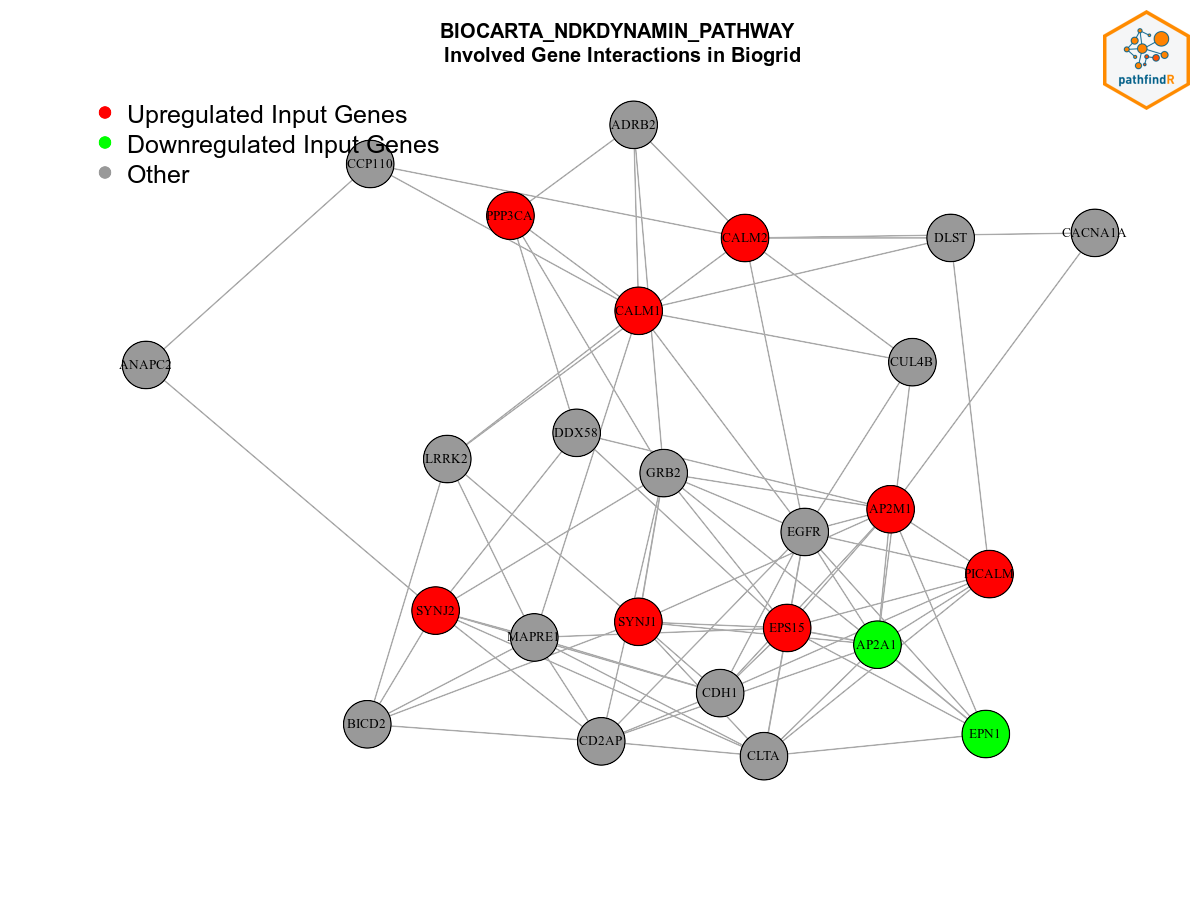 BIOCARTA_NDKDYNAMIN_PATHWAY
Involved Gene Interactions in Biogrid
pathfindR
Upregulated Input Genes
Downregulated Input Genes
Other
ADRB2
CCP110
PPP3CA
CALM2
DLST
CACNA1A
CALM1
ANAPC2
CUL4B
DDX58
LRRK2
GRB2
AP2M1
EGFR
PICALM
SYNJ2
SYNJ1
EPS15
MAPRE1
AP2A1
CDH1
BICD2
CD2AP
EPN1
CLTA